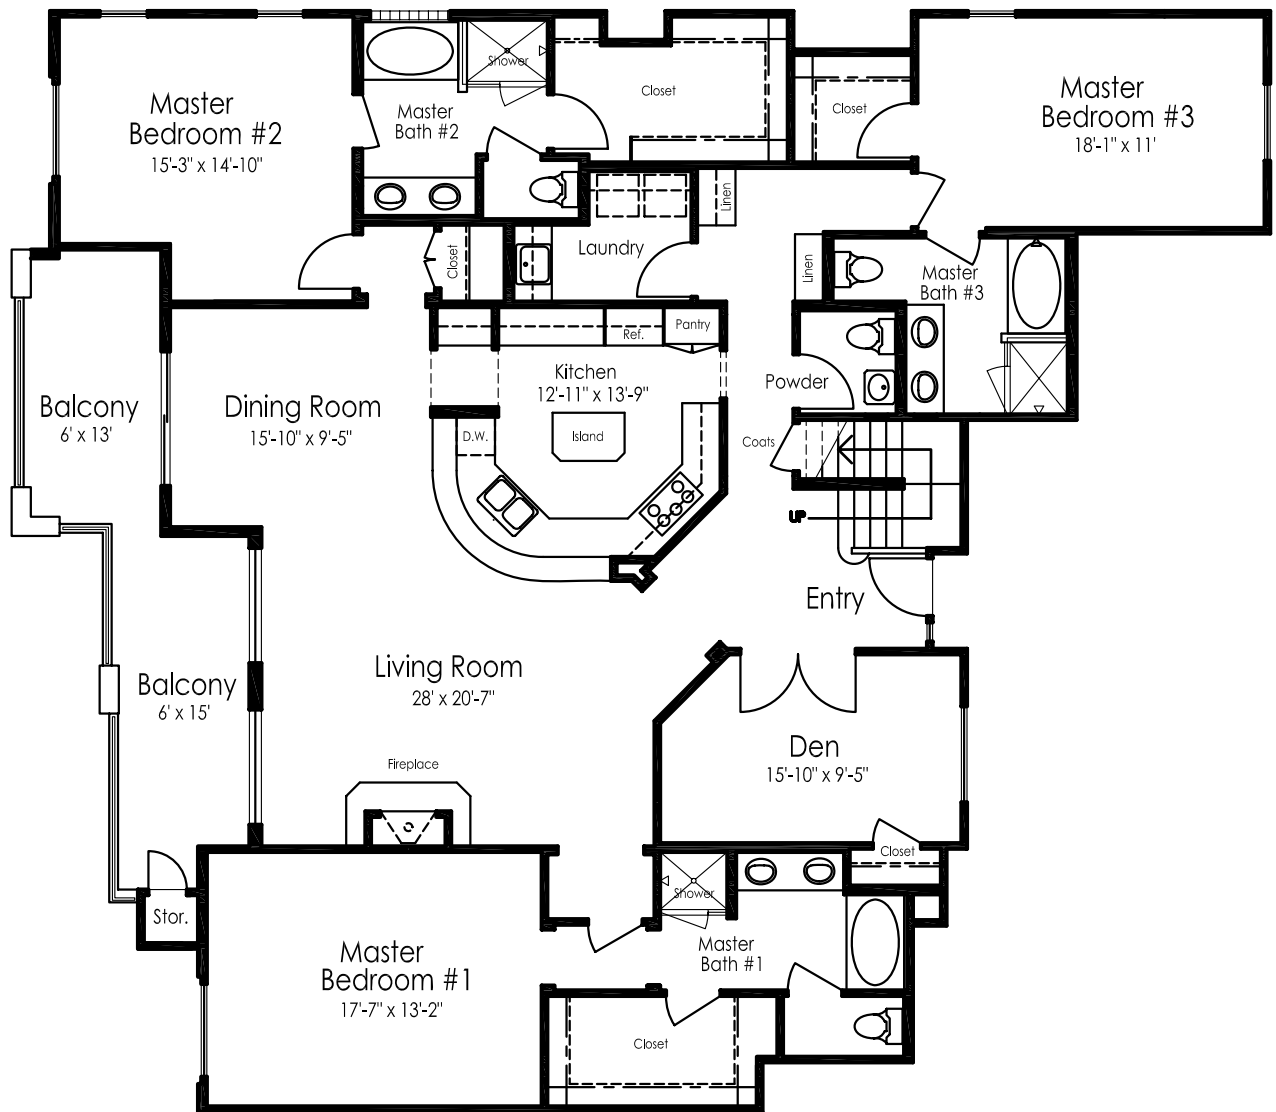 Master
Bedroom #2
15'-3" x 14'-10"
Master
Bath #2
Shower
Closet
Closet
Master
Bedroom #3
18'-1" x 11'
Linen
Laundry
Closet
Linen
Master
Bath #3
Ref.
Pantry
Kitchen
12'-11" x 13'-9"
Powder
Balcony
6' x 13'
Dining Room
15'-10" x 9'-5"
D.W.
Island
Coats
UP
Entry
Living Room
28' x 20'-7"
Balcony
6' x 15'
Den
15'-10" x 9'-5"
Fireplace
Closet
Shower
Stor.
Master
Bedroom #1
17'-7" x 13'-2"
Master
Bath #1
Closet